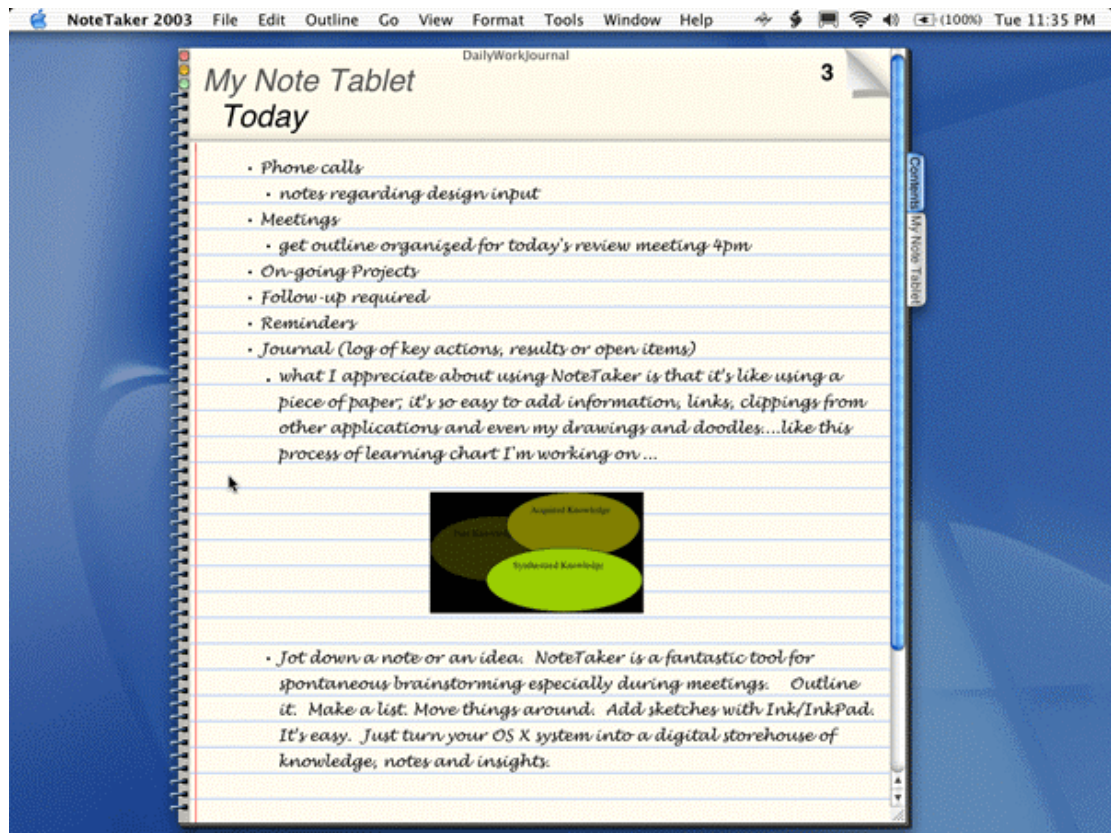 NoteTaker 2003 File Edit Outline Go View Format Tools Window Help (100%) Tue 11:35 PM
DailyWorkJournal
My Note Tablet
3
Today
Contents
My Note Tablet
• Phone calls
• notes regarding design input
• Meetings
• get outline organized for today's review meeting 4pm
• On-going Projects
• Follow-up required
• Reminders
• Journal (log of key actions, results or open items)
• what I appreciate about using NoteTaker is that it's like using a
piece of paper; it's so easy to add information, links, clippings from
other applications and even my drawings and doodles....like this
process of learning chart I'm working on ...
Acquired Knowledge
Synthesized Knowledge
• Jot down a note or an idea. NoteTaker is a fantastic tool for
spontaneous brainstorming especially during meetings. Outline
it. Make a list. Move things around. Add sketches with Ink/InkPad.
It's easy. Just turn your OS X system into a digital storehouse of
knowledge, notes and insights.